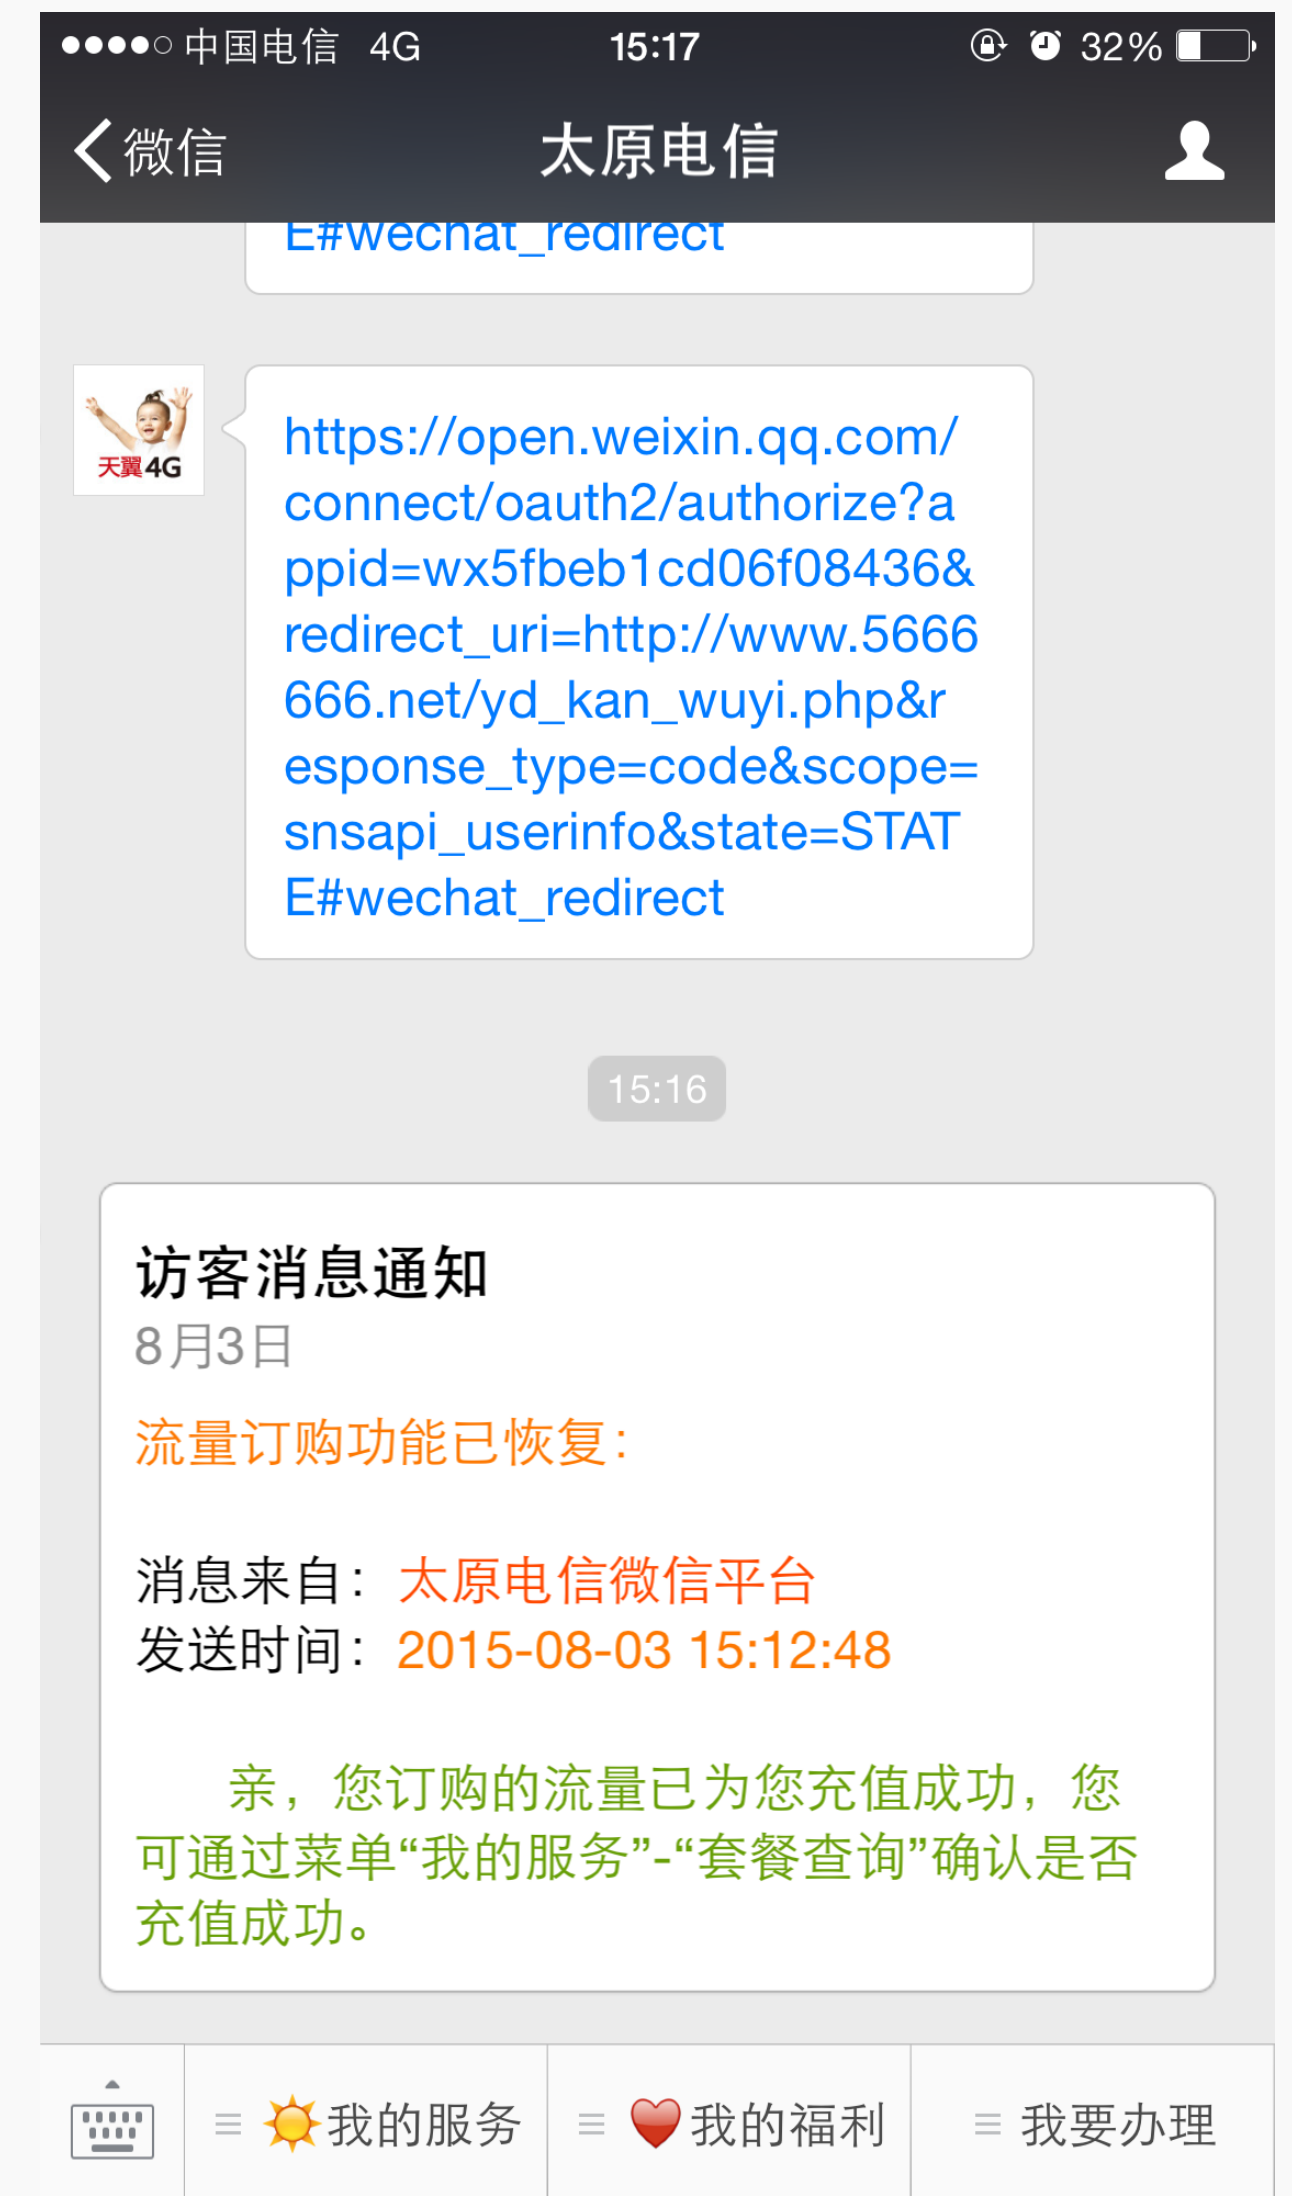 中国电信 4G 15:17 32%
微信 太原电信
E#wechat_redirect
天翼4G
https://open.weixin.qq.com/
connect/oauth2/authorize?a
ppid=wx5fbeb1cd06f08436&
redirect_uri=http://www.5666
666.net/yd_kan_wuyi.php&r
esponse_type=code&scope=
snsapi_userinfo&state=STAT
E#wechat_redirect
15:16
访客消息通知
8月3日
流量订购功能已恢复：
消息来自：太原电信微信平台
发送时间：2015-08-03 15:12:48
亲，您订购的流量已为您充值成功，您
可通过菜单“我的服务”-“套餐查询”确认是否
充值成功。
我的服务 我的福利 我要办理